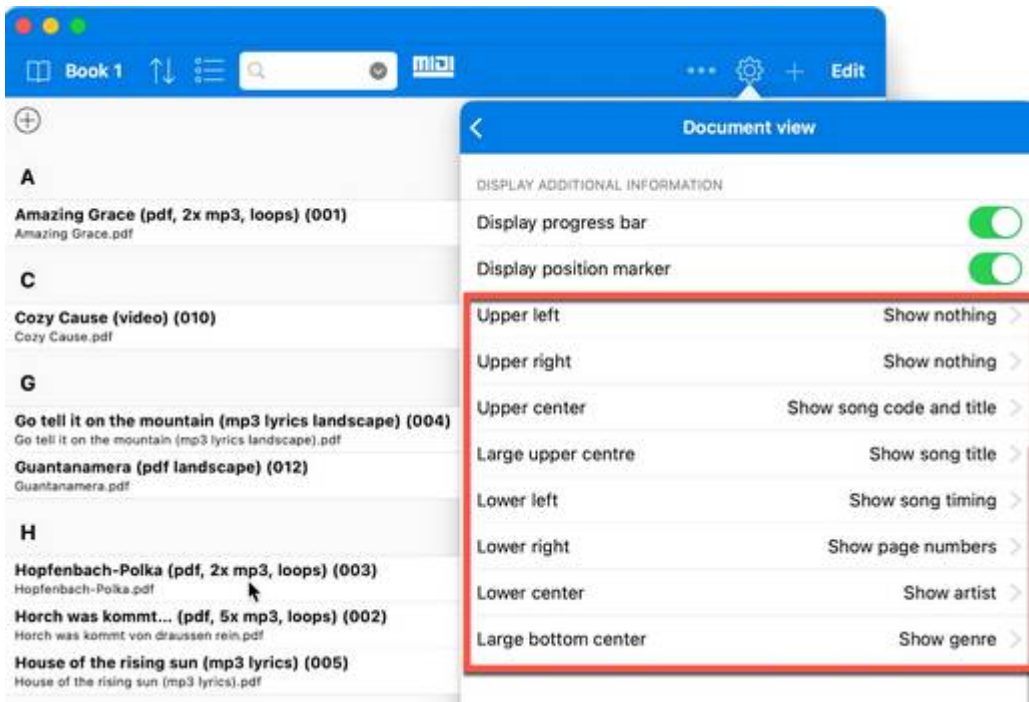 Book 1
MIDI
Edit
A
Amazing Grace (pdf, 2x mp3, loops) (001)
Amazing Grace.pdf
C
Cozy Cause (video) (010)
Cozy Cause.pdf
G
Go tell it on the mountain (mp3 lyrics landscape) (004)
Go tell it on the mountain (mp3 lyrics landscape).pdf
Guantanamera (pdf landscape) (012)
Guantanamera.pdf
H
Hopfenbach-Polka (pdf, 2x mp3, loops) (003)
Hopfenbach-Polka.pdf
Horch was kommt... (pdf, 5x mp3, loops) (002)
Horch was kommt von draussen rein.pdf
House of the rising sun (mp3 lyrics) (005)
House of the rising sun (mp3 lyrics).pdf
Document view
DISPLAY ADDITIONAL INFORMATION
Display progress bar
Display position marker
Upper left Show nothing
Upper right Show nothing
Upper center Show song code and title
Large upper centre Show song title
Lower left Show song timing
Lower right Show page numbers
Lower center Show artist
Large bottom center Show genre